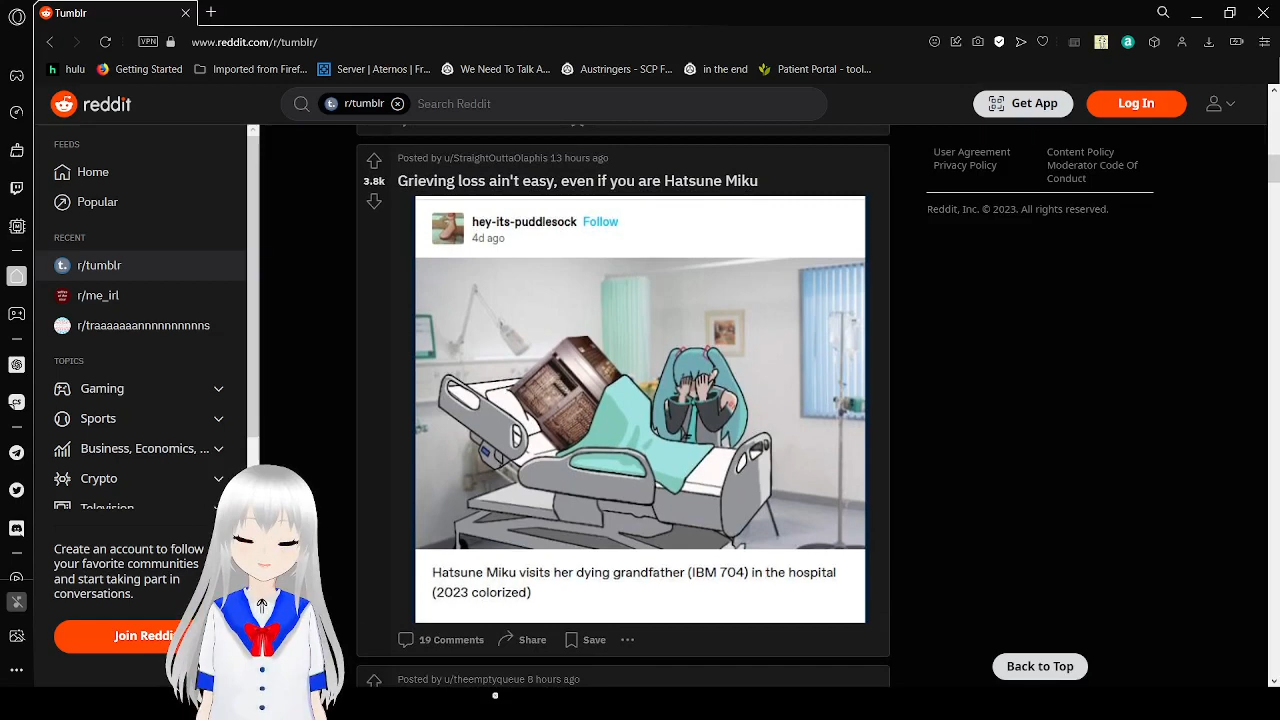 Tumblr
VPN
www.reddit.com/r/tumblr/
hulu
Getting Started
Imported from Firef...
Server | Aternos | Fr...
We Need To Talk A...
Austringers - SCP F...
in the end
Patient Portal - tool...
reddit
r/tumblr
Search Reddit
Get App
Log In
FEEDS
Home
Popular
RECENT
r/tumblr
r/me_irl
r/traaaaaaannnnnnnnnns
TOPICS
Gaming
Sports
Business, Economics, ...
Crypto
Television
Create an account to follow
your favorite communities
and start taking part in
conversations.
Join Reddit
Posted by u/StraightOuttaOlaphis 13 hours ago
3.8k
Grieving loss ain't easy, even if you are Hatsune Miku
hey-its-puddlesock Follow
4d ago
Hatsune Miku visits her dying grandfather (IBM 704) in the hospital
(2023 colorized)
19 Comments
Share
Save
Posted by u/theemptyqueue 8 hours ago
User Agreement
Privacy Policy
Content Policy
Moderator Code Of
Conduct
Reddit, Inc. © 2023. All rights reserved.
Back to Top